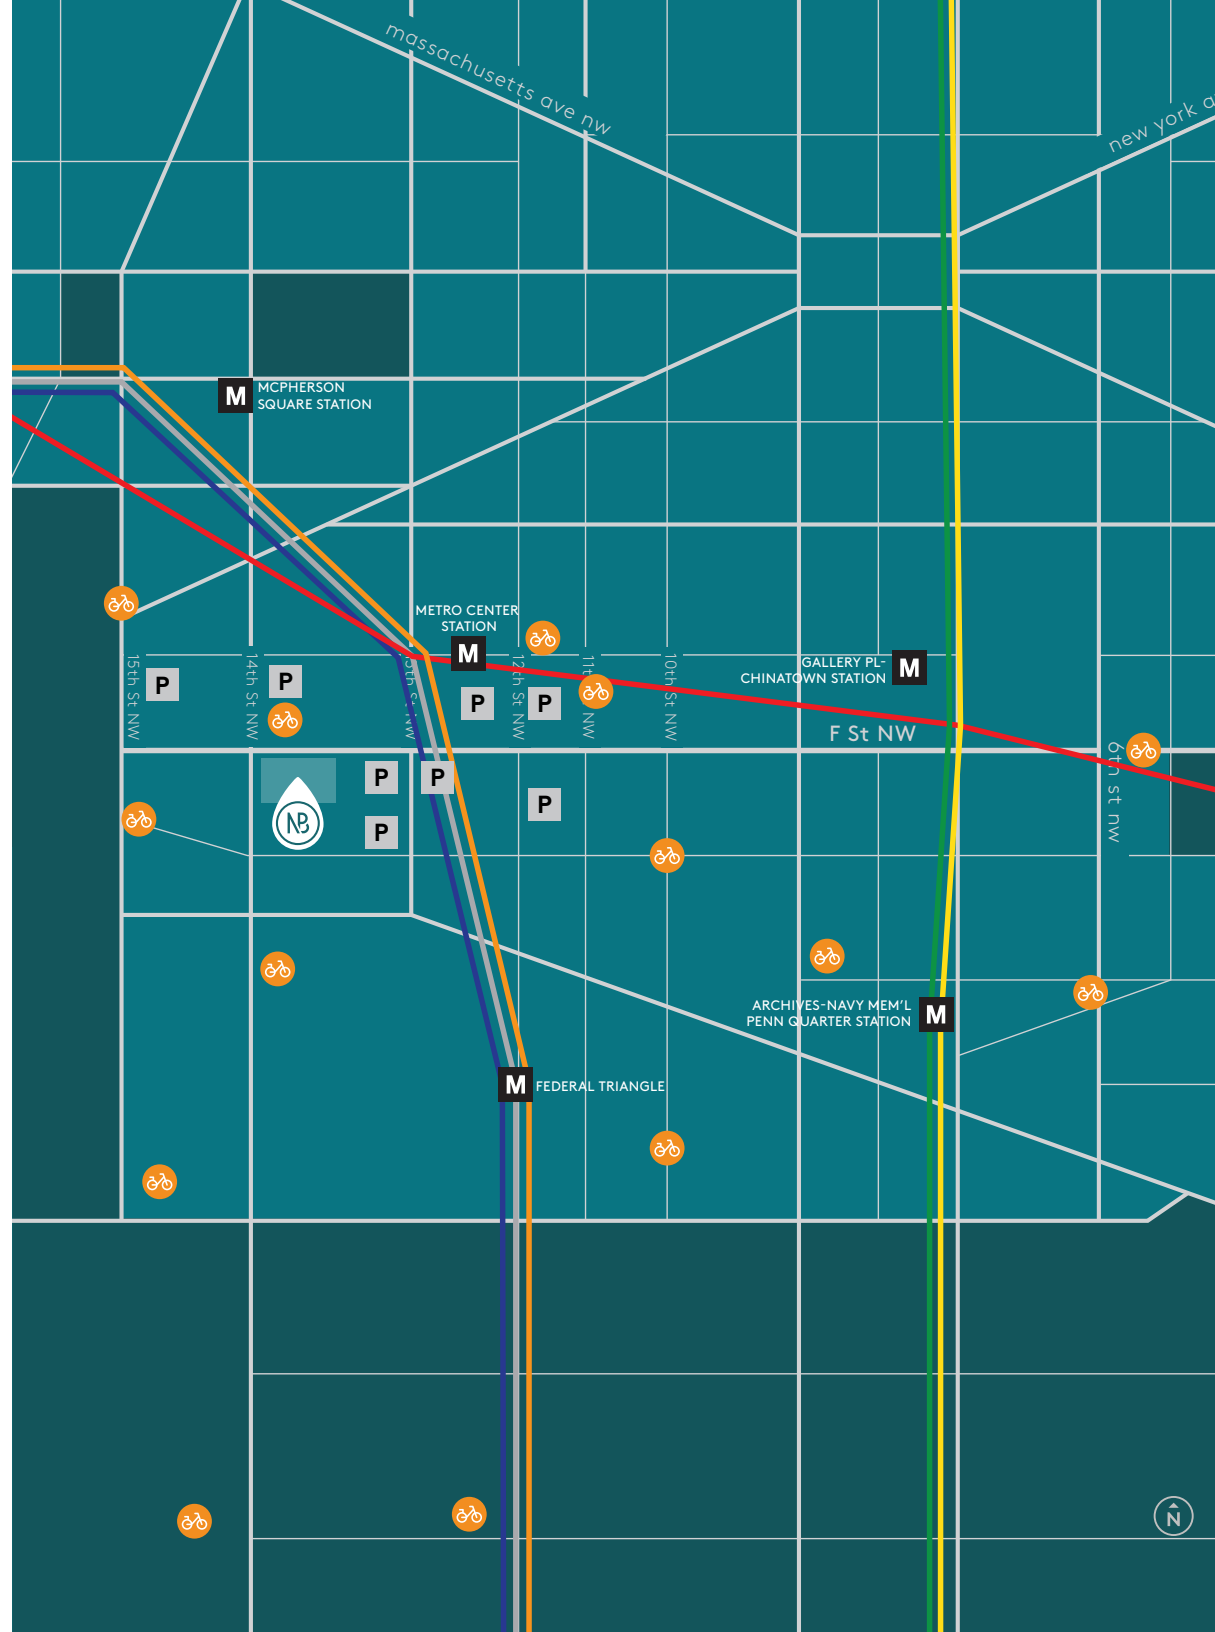 massachusetts ave nw
new york a
M
MCPHERSON
SQUARE STATION
METRO CENTER
STATION
M
15th St NW
14th St NW
12th St NW
10th St NW
GALLERY PL-
CHINATOWN STATION
M
P
P
P
P
F St NW
6th st nw
P
P
P
P
NB
ARCHIVES-NAVY MEM'L
PENN QUARTER STATION
M
M
FEDERAL TRIANGLE
N